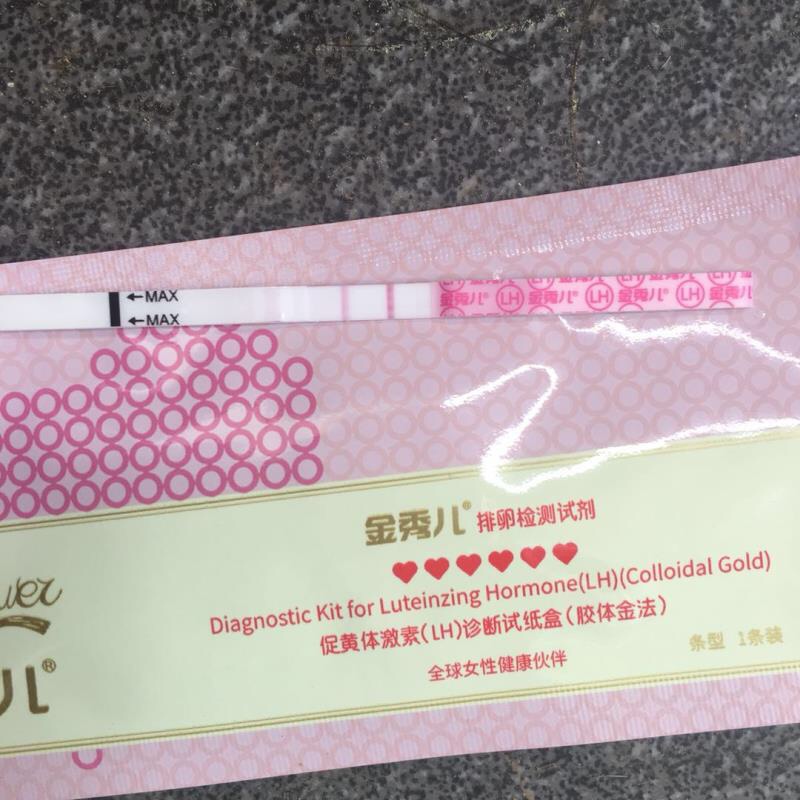 ←MAX
←MAX
金秀儿® LH 金秀儿® LH 金秀儿® LH 金秀儿
金秀儿® 排卵检测试剂
Diagnostic Kit for Luteinzing Hormone(LH)(Colloidal Gold)
促黄体激素(LH)诊断试纸盒(胶体金法)
条型 1条装
全球女性健康伙伴
儿®